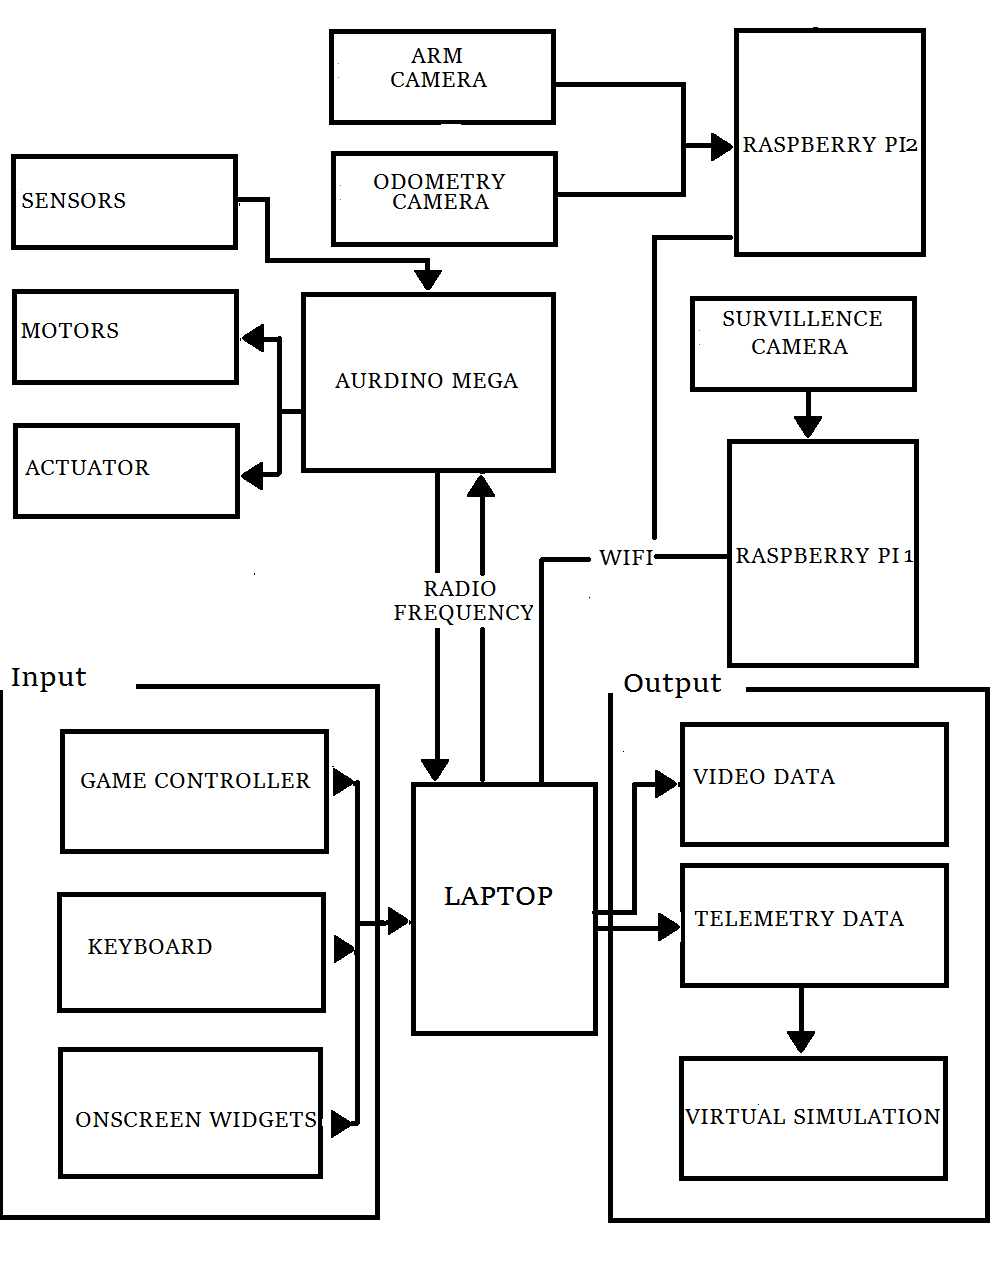 ARM
CAMERA
RASPBERRY PI2
ODOMETRY
CAMERA
SENSORS
MOTORS
SURVILLENCE
CAMERA
AURDINO MEGA
ACTUATOR
WIFI
RASPBERRY PI 1
RADIO
FREQUENCY
Input
Output
GAME CONTROLLER
VIDEO DATA
LAPTOP
TELEMETRY DATA
KEYBOARD
ONSCREEN WIDGETS
VIRTUAL SIMULATION